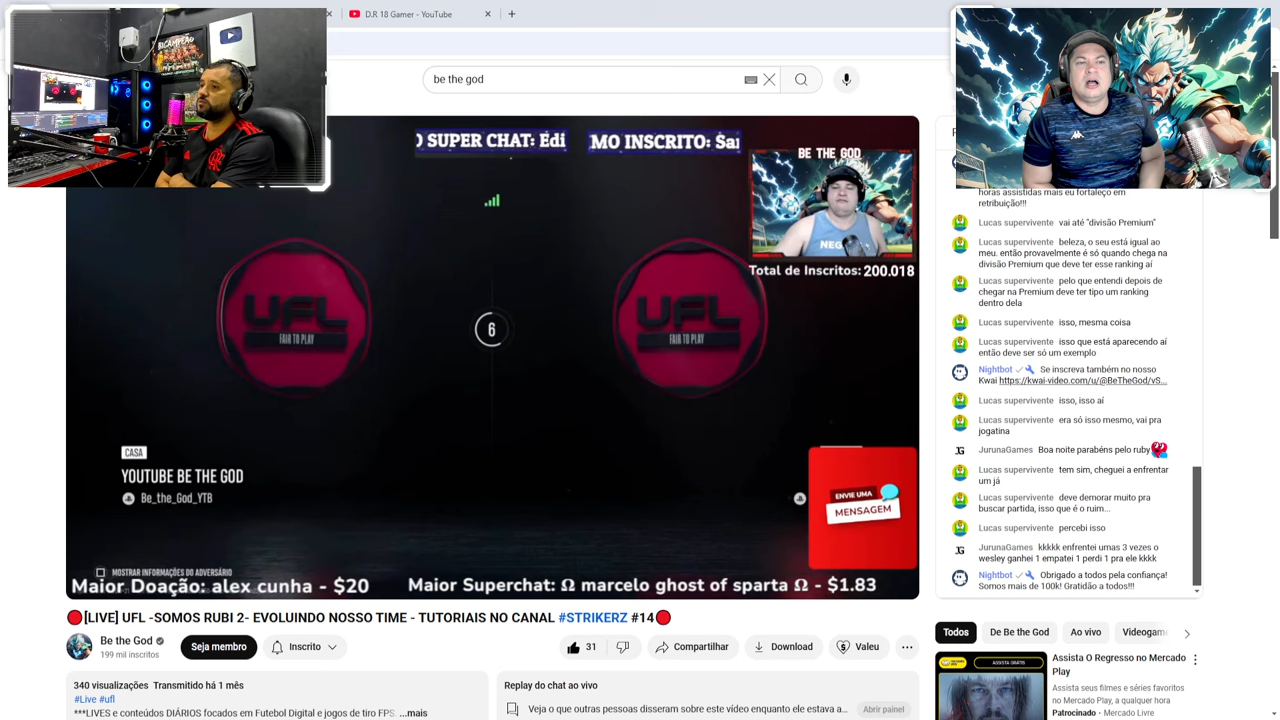 D.R 18 Gamer - YouTube
be the god
BICAMPEÃO
SUPER CHAT: Edi
MO INSCRITO: Sar
BE THE GOD
NEG
Total de Inscritos: 200.018
UFL
FAIR TO PLAY
6
UFL
FAIR TO PLAY
CASA
YOUTUBE BE THE GOD
Be_the_God_YTB
ENVIE UMA
MENSAGEM
MOSTRAR INFORMAÇÕES DO ADVERSÁRIO
Maior Doação: alex cunha - $20
Maior Superchat: Ω marcelo ghost of sparta Ω - $1.83
[LIVE] UFL -SOMOS RUBI 2- EVOLUINDO NOSSO TIME - TUTORIAIS NO CANAL #STRIKERZ #14
Be the God
199 mil inscritos
Seja membro
Inscrito
31
Compartilhar
Download
Valeu
340 visualizações Transmitido há 1 mês
#Live #ufl
***LIVES e conteúdos DIÁRIOS focados em Futebol Digital e jogos de tiro FPS. ...mais
Replay do chat ao vivo
Veja o que outras pessoas disseram sobre este vídeo enquanto ele estava a...
Abrir painel
horas assistidas mais eu fortaleço em
retribuição!!!
Lucas supervivente vai até "divisão Premium"
Lucas supervivente beleza, o seu está igual ao
meu. então provavelmente é só quando chega na
divisão Premium que deve ter esse ranking aí
Lucas supervivente pelo que entendi depois de
chegar na Premium deve ter tipo um ranking
dentro dela
Lucas supervivente isso, mesma coisa
Lucas supervivente isso que está aparecendo aí
então deve ser só um exemplo
Nightbot Se inscreva também no nosso
Kwai https://kwai-video.com/u/@BeTheGod/vS...
Lucas supervivente isso, isso aí
Lucas supervivente era só isso mesmo, vai pra
jogatina
JurunaGames Boa noite parabéns pelo ruby
Lucas supervivente tem sim, cheguei a enfrentar
um já
Lucas supervivente deve demorar muito pra
buscar partida, isso que é o ruim...
Lucas supervivente percebi isso
JurunaGames kkkkk enfrentei umas 3 vezes o
wesley ganhei 1 empatei 1 perdi 1 pra ele kkkk
Nightbot Obrigado a todos pela confiança!
Somos mais de 100k! Gratidão a todos!!!
Todos
De Be the God
Ao vivo
Videogam
ASSISTA GRÁTIS
Assista O Regresso no Mercado
Play
Assista seus filmes e séries favoritos
no Mercado Play, a qualquer hora
Patrocinado • Mercado Livre